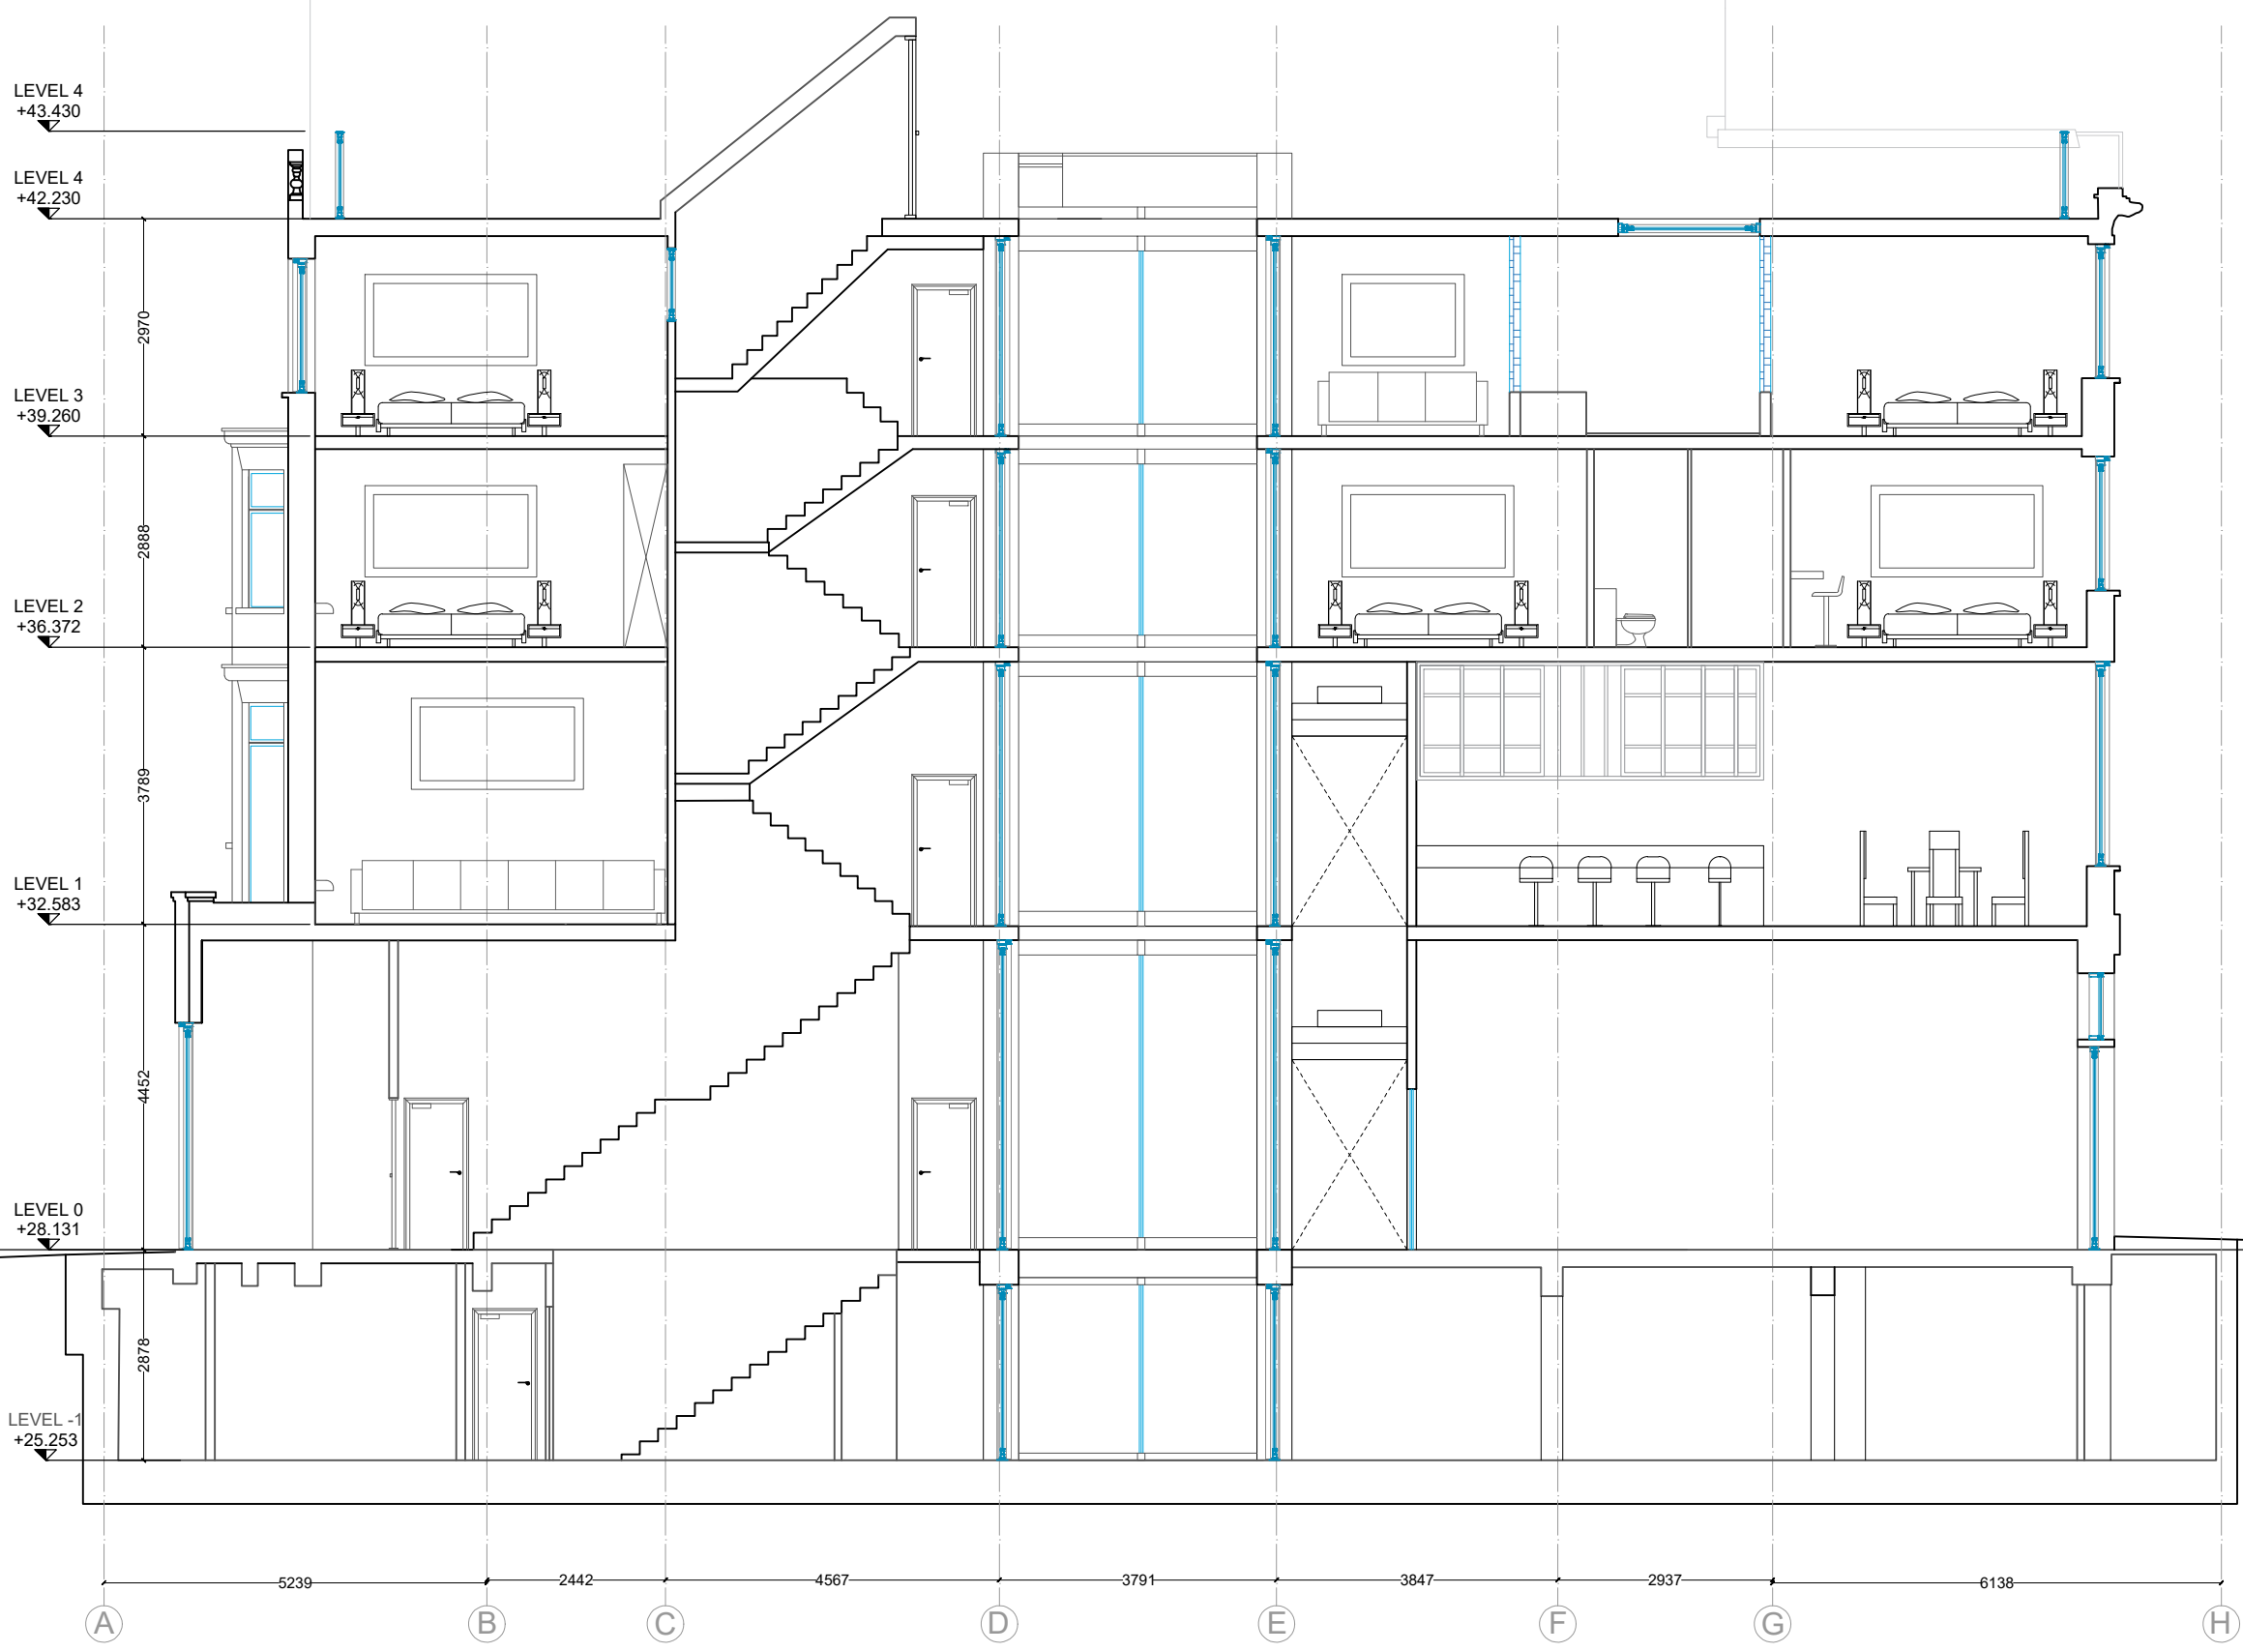 LEVEL 4
+43.430
LEVEL 4
+42.230
2970
LEVEL 3
+39.260
2888
LEVEL 2
+36.372
3789
LEVEL 1
+32.583
4452
LEVEL 0
+28.131
2878
LEVEL -1
+25.253
5239 2442 4567 3791 3847 2937 6138
A B C D E F G H